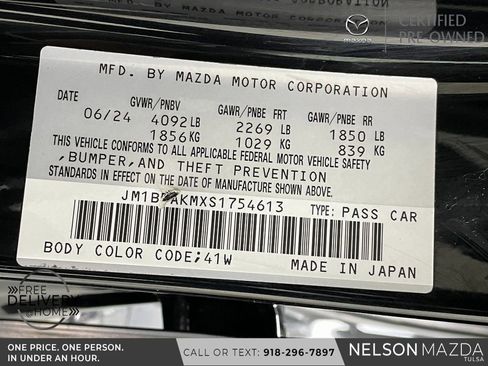 CERTIFIED
PRE-OWNED
mazda
MFD. BY MAZDA MOTOR CORPORATION
DATE GVWR/PNBV GAWR/PNBE FRT GAWR/PNBE RR
06/24 4092LB 2269 LB 1850 LB
1856KG 1029 KG 839 KG
THIS VEHICLE CONFORMS TO ALL APPLICABLE FEDERAL MOTOR VEHICLE SAFETY
,BUMPER,AND THEFT PREVENTION
STANDARDS IN EFFECT ON THE DATE OF MANUFACTURE SHOWN ABOVE.
TYPE: PASS CAR
BODY COLOR CODE;41W MADE IN JAPAN
FREE
DELIVERY
@HOME
ONE PRICE. ONE PERSON.
IN UNDER AN HOUR.
CALL OR TEXT: 918-296-7897
NELSON MAZDA
TULSA